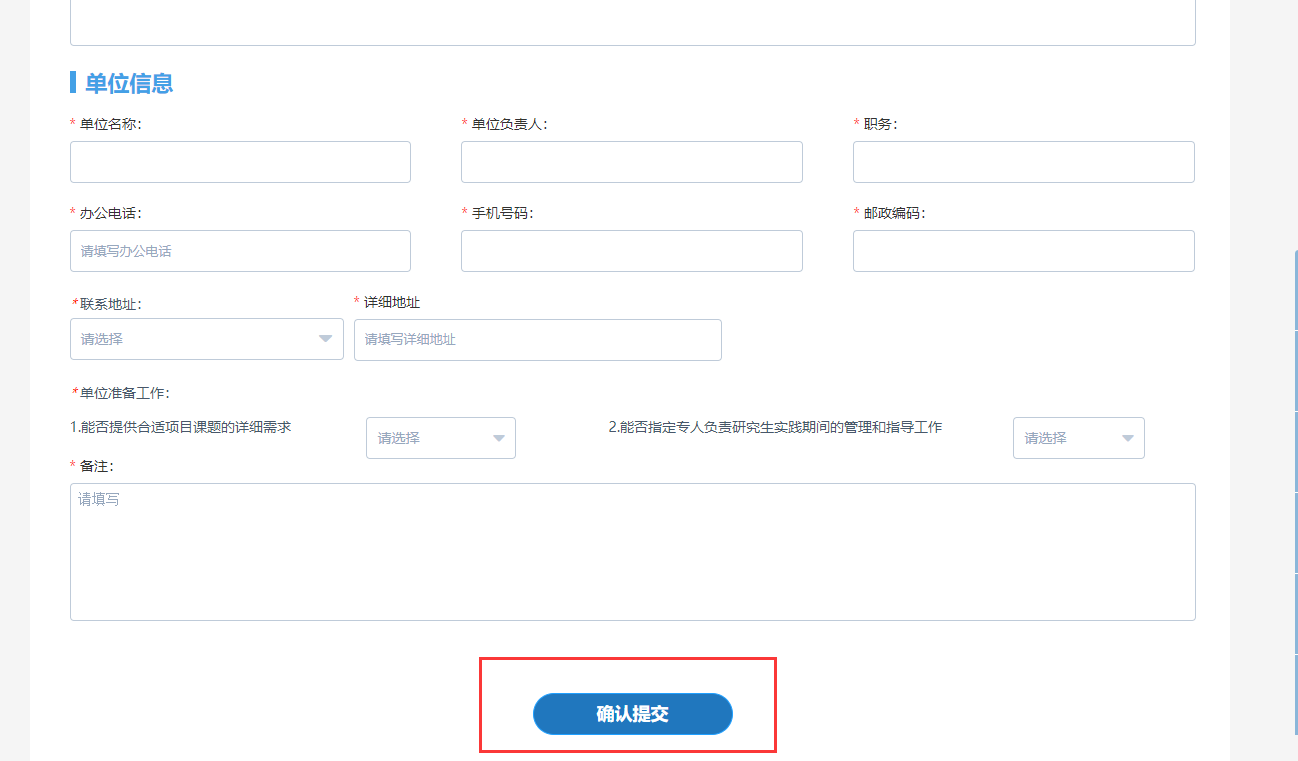 单位信息
* 单位名称: * 单位负责人: * 职务:
* 办公电话: * 手机号码: * 邮政编码:
请填写办公电话
*联系地址: * 详细地址
请选择 请填写详细地址
*单位准备工作:
1.能否提供合适项目课题的详细需求 请选择 2.能否指定专人负责研究生实践期间的管理和指导工作 请选择
* 备注:
请填写
确认提交